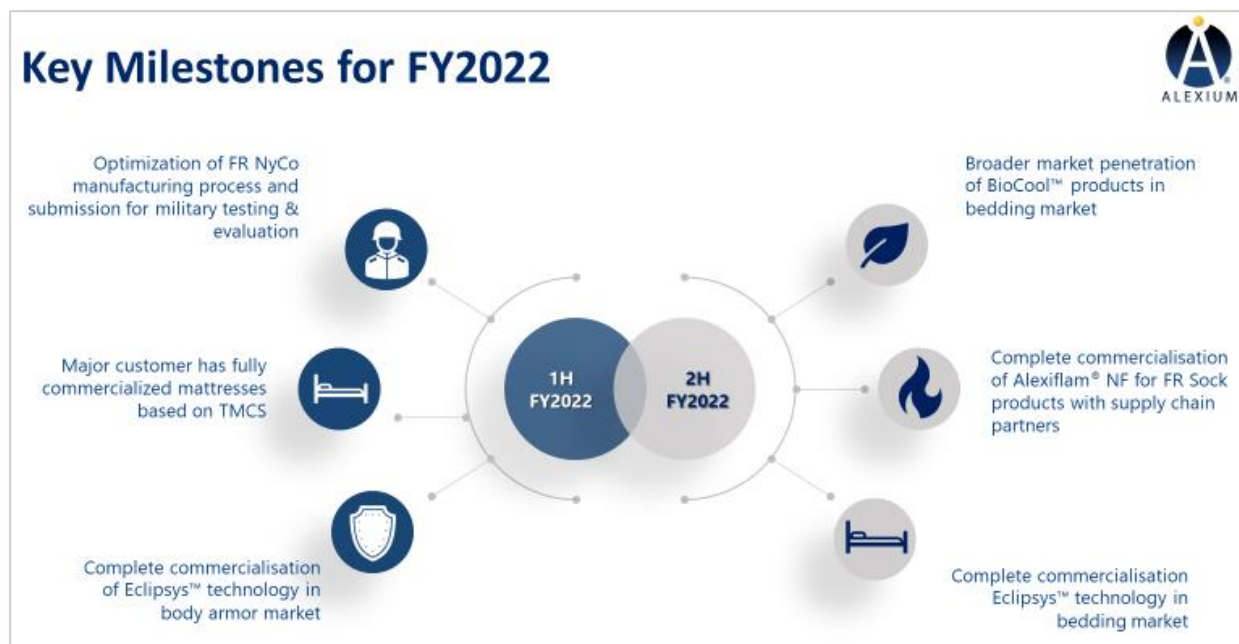 Key Milestones for FY2022
ALEXIUM
Optimization of FR NyCo
manufacturing process and
submission for military testing &
evaluation
Major customer has fully
commercialized mattresses
based on TMCS
Complete commercialisation
of Eclipsys™ technology in
body armor market
1H
FY2022
2H
FY2022
Broader market penetration
of BioCool™ products in
bedding market
Complete commercialisation
of Alexiflam® NF for FR Sock
products with supply chain
partners
Complete commercialisation
Eclipsys™ technology in
bedding market